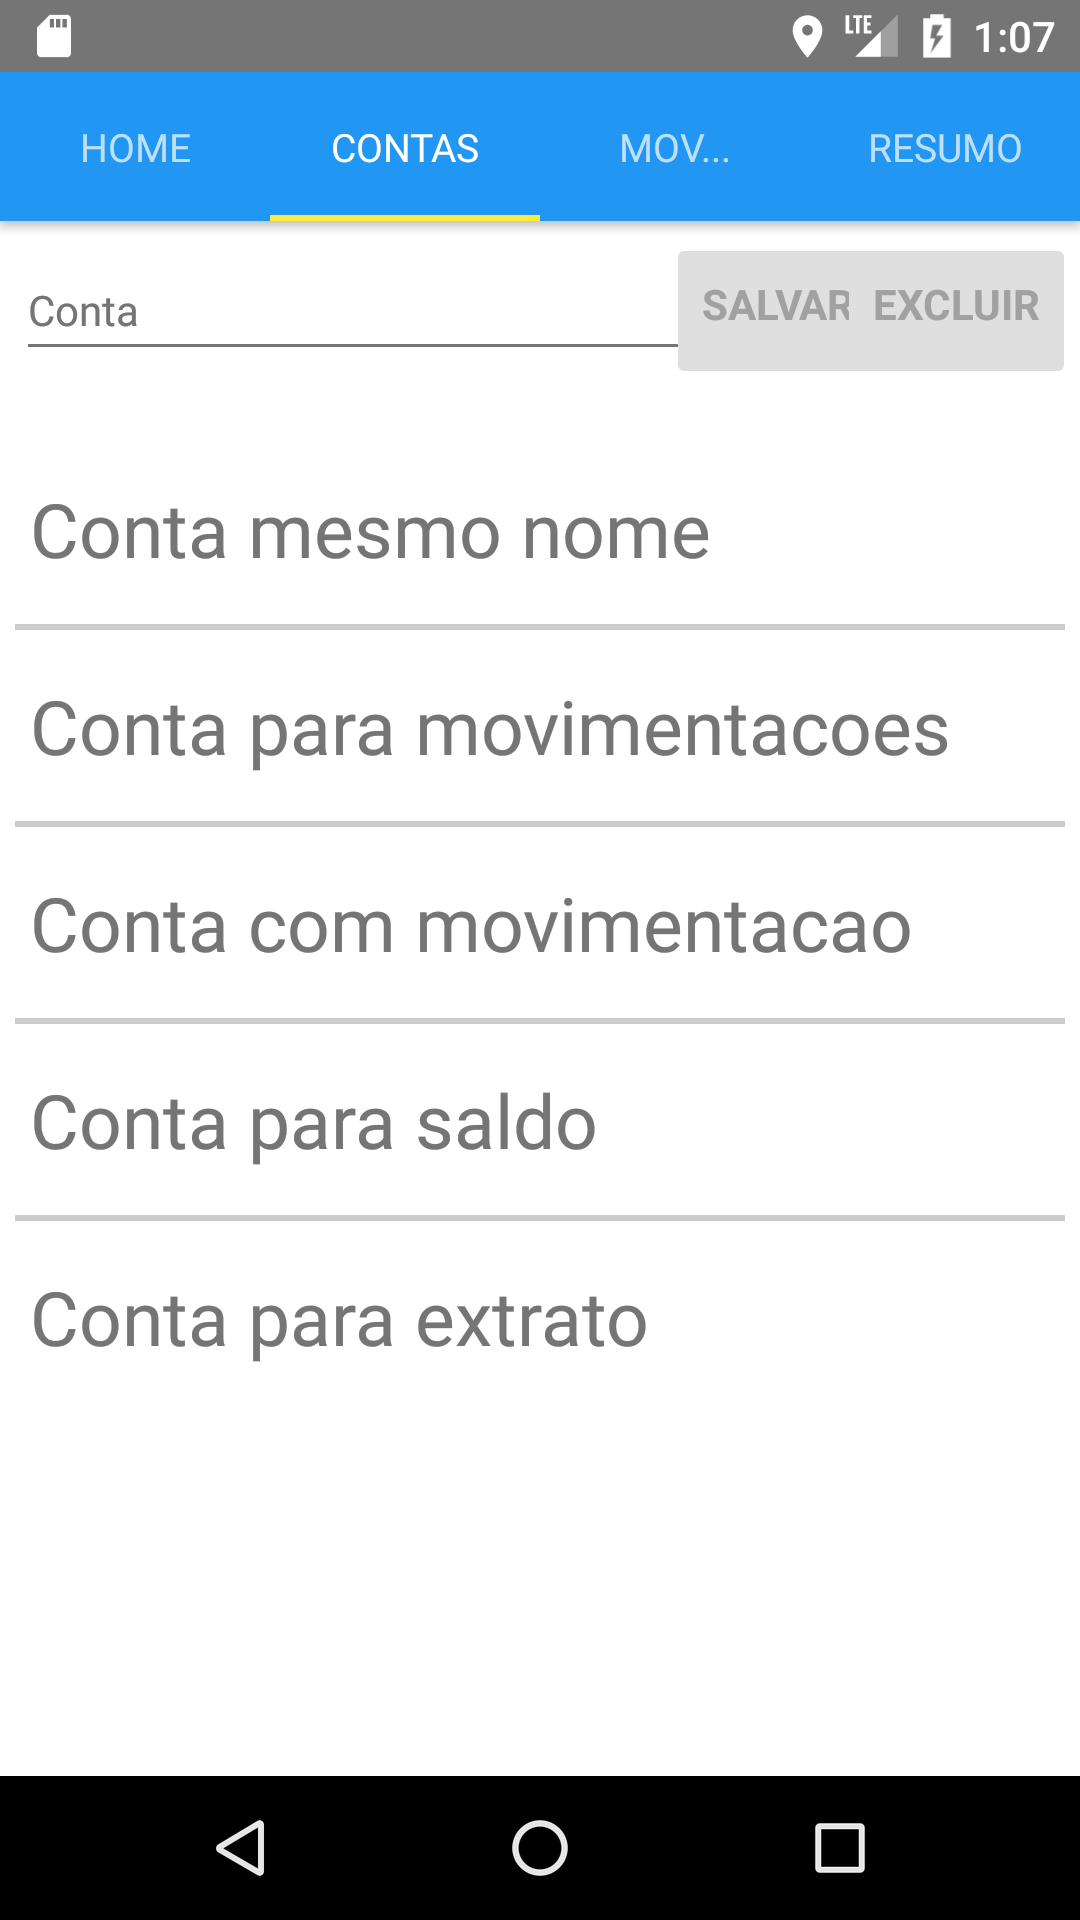 LTE 1:07
HOME CONTAS MOV... RESUMO
Conta SALVAR EXCLUIR
Conta mesmo nome
Conta para movimentacoes
Conta com movimentacao
Conta para saldo
Conta para extrato